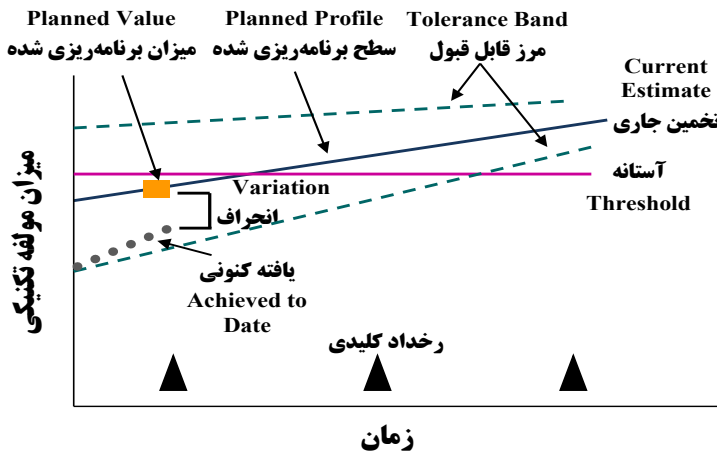 Planned Value
میزان برنامه‌ریزی شده
Planned Profile
سطح برنامه‌ریزی شده
Tolerance Band
مرز قابل قبول
Current
Estimate
تخمین جاری
آستانه
Threshold
Variation
انحراف
یافته کنونی
Achieved to
Date
رخداد کلیدی
میزان مولفه تکنیکی
زمان